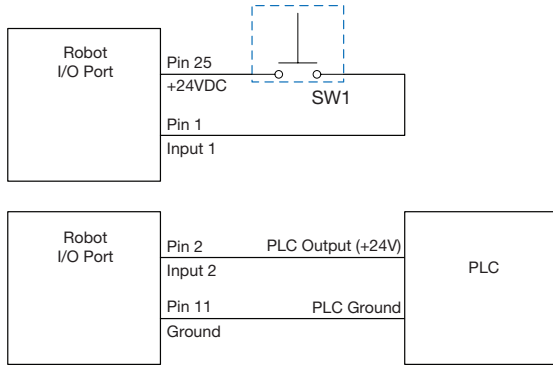 Robot
I/O Port
Pin 25
+24VDC
SW1
Pin 1
Input 1
Robot
I/O Port
Pin 2
PLC Output (+24V)
Input 2
PLC
Pin 11
PLC Ground
Ground